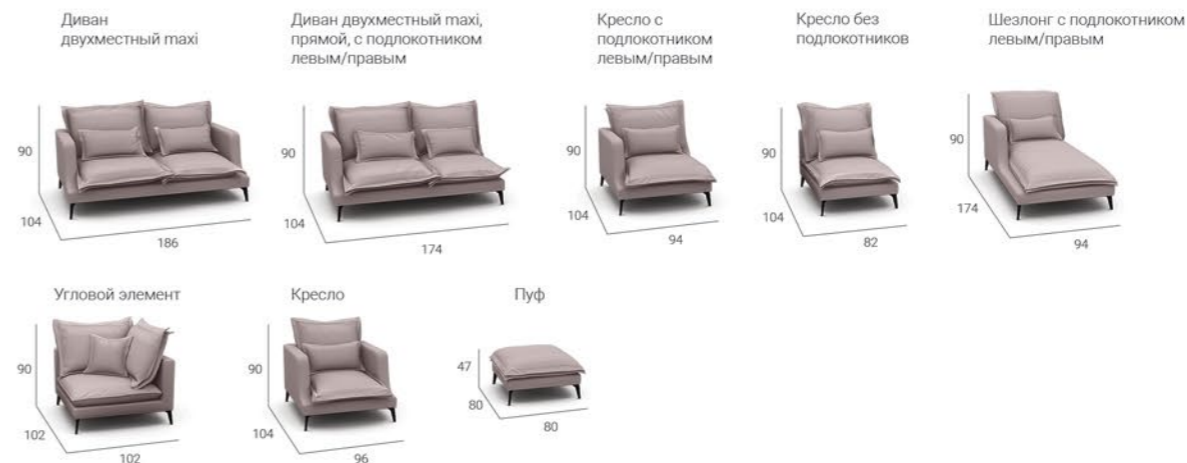 Диван
двухместный maxi
Диван двухместный maxi,
прямой, с подлокотником
левым/правым
Кресло с
подлокотником
левым/правым
Кресло без
подлокотников
Шезлонг с подлокотником
левым/правым
90
104
186
90
104
174
90
104
94
90
104
82
90
174
94
Угловой элемент
Кресло
Пуф
90
102
102
90
104
96
47
80
80